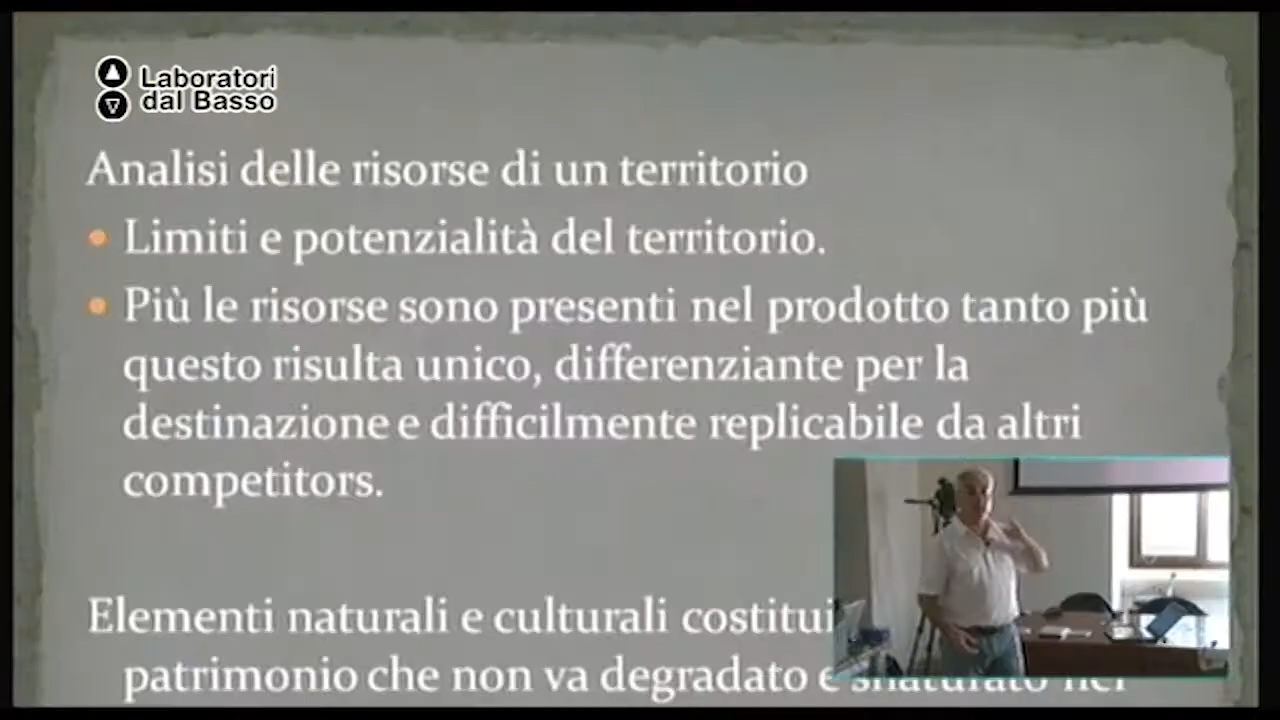 Laboratori
dal Basso
Analisi delle risorse di un territorio
Limiti e potenzialità del territorio.
Più le risorse sono presenti nel prodotto tanto più
questo risulta unico, differenziante per la
destinazione e difficilmente replicabile da altri
competitors.
Elementi naturali e culturali
patrimonio che non va degradato e